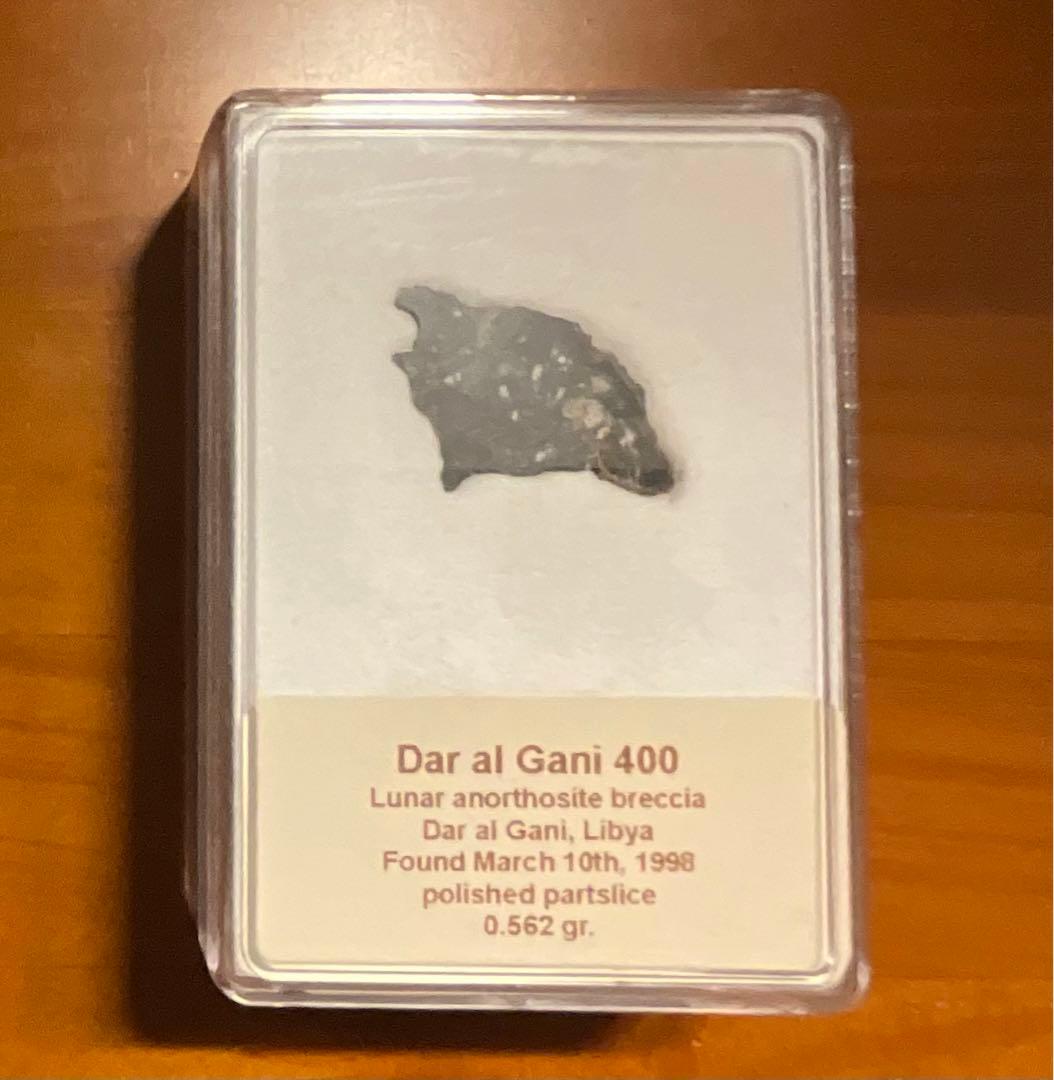 Dar al Gani 400
Lunar anorthosite breccia
Dar al Gani, Libya
Found March 10th, 1998
polished partslice
0.562 gr.